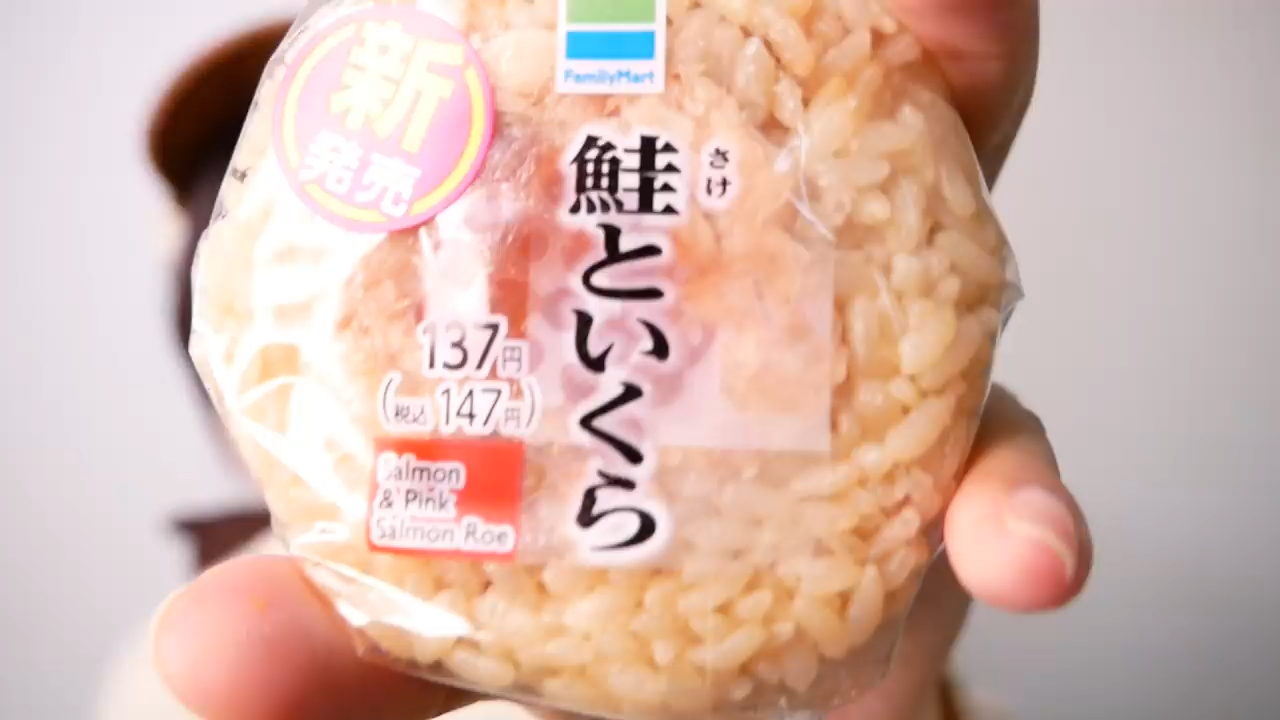 新
発売
FamilyMart
鮭といくら
さけ
137円
(税込147円)
Salmon
& Pink
Salmon Roe